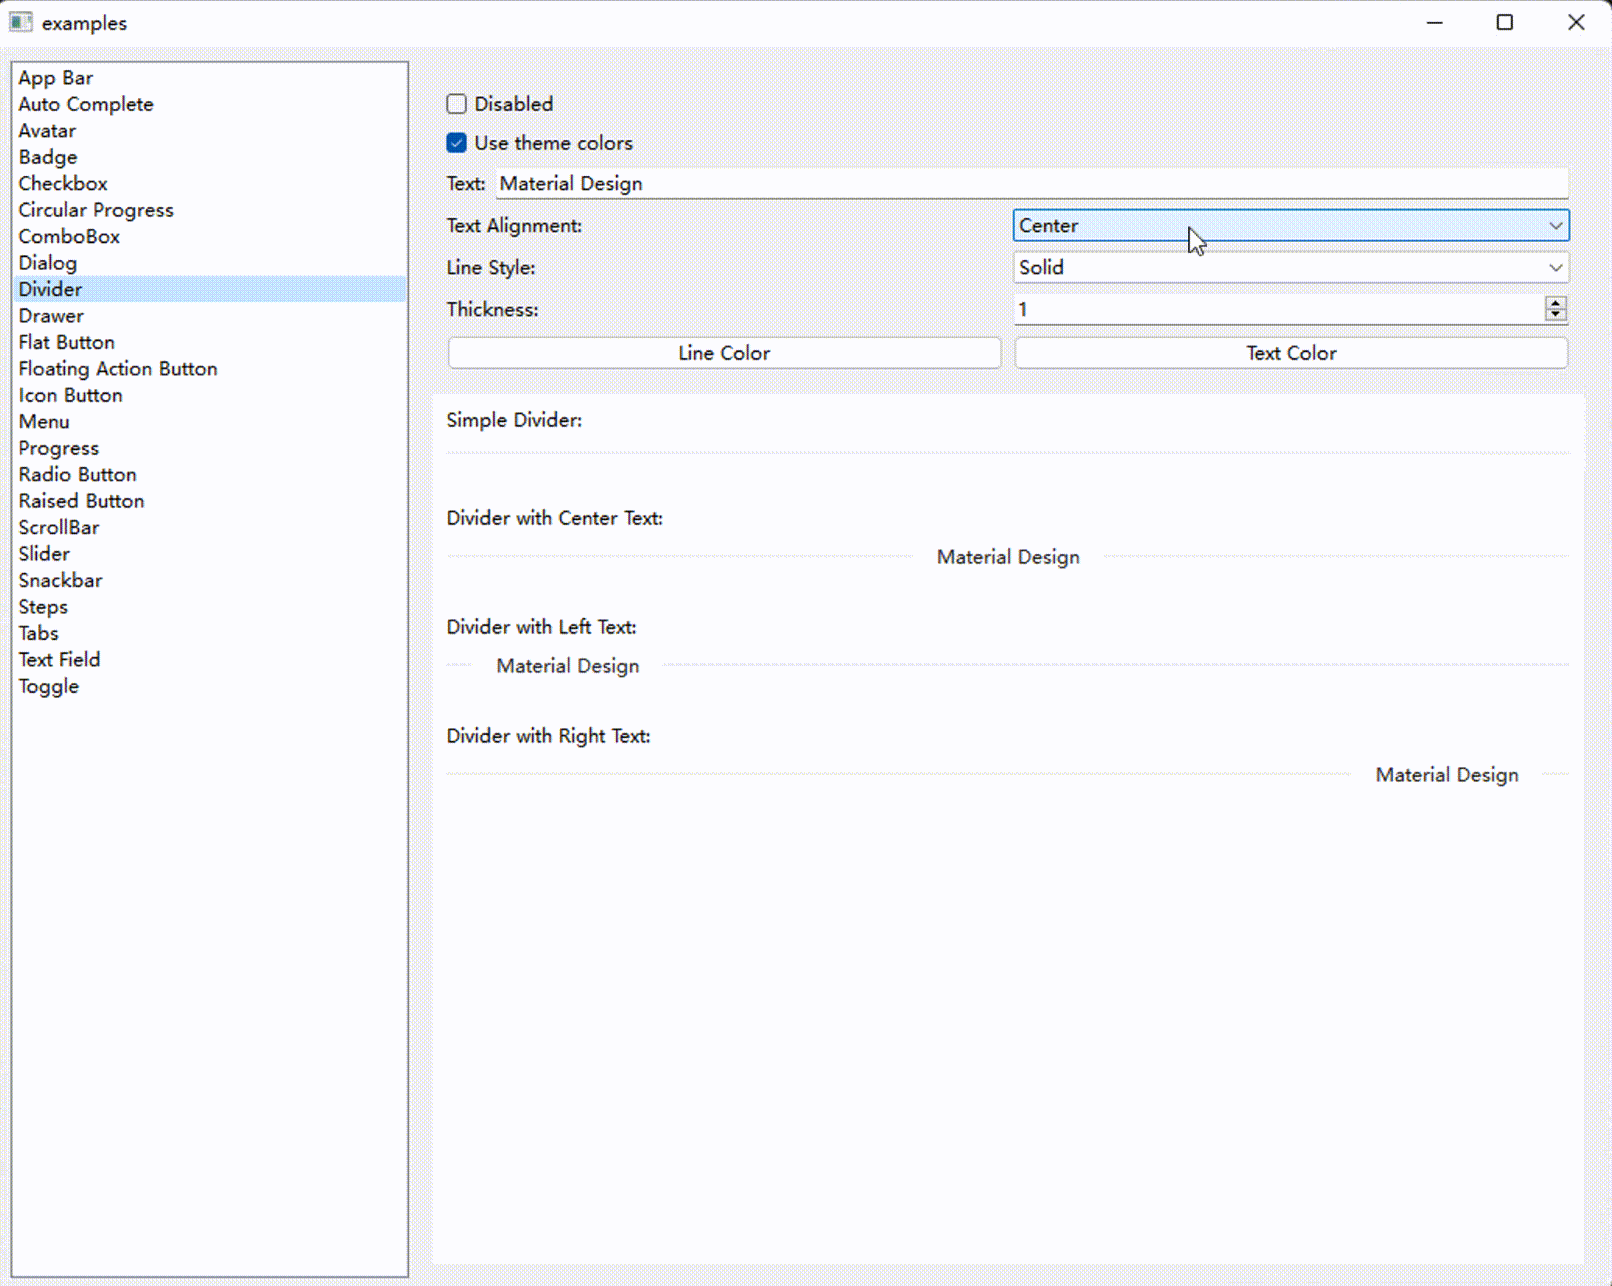 examples
App Bar
Auto Complete
Avatar
Badge
Checkbox
Circular Progress
ComboBox
Dialog
Divider
Drawer
Flat Button
Floating Action Button
Icon Button
Menu
Progress
Radio Button
Raised Button
ScrollBar
Slider
Snackbar
Steps
Tabs
Text Field
Toggle
Disabled
Use theme colors
Text: Material Design
Text Alignment: Center
Line Style: Solid
Thickness: 1
Line Color Text Color
Simple Divider:
Divider with Center Text:
Material Design
Divider with Left Text:
Material Design
Divider with Right Text:
Material Design